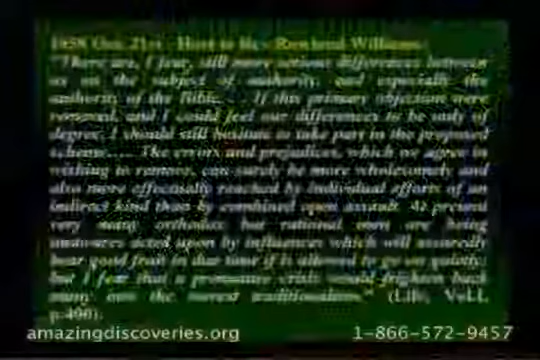 1858 Oct. 21st - Hort to Rev. Rowland Williams:
"There are, I fear, still more serious differences between
us on the subject of authority, and especially the
authority of the Bible. . . If this primary objection were
removed, and I could feel our differences to be only of
degree, I should still hesitate to take part in the proposed
scheme.... The errors and prejudices, which we agree in
wishing to remove, can surely be more wholesomely and
also more effectually reached by individual efforts of an
indirect kind than by combined open assault. At present
very many orthodox but rational men are being
unawares acted upon by influences which will assuredly
bear good fruit in due time if is allowed to go on quietly;
but I fear that a premature crisis would frighten back
many into the merest traditionalism." (Life, Vol.I,
p.400).
amazingdiscoveries.org 1-866-572-9457